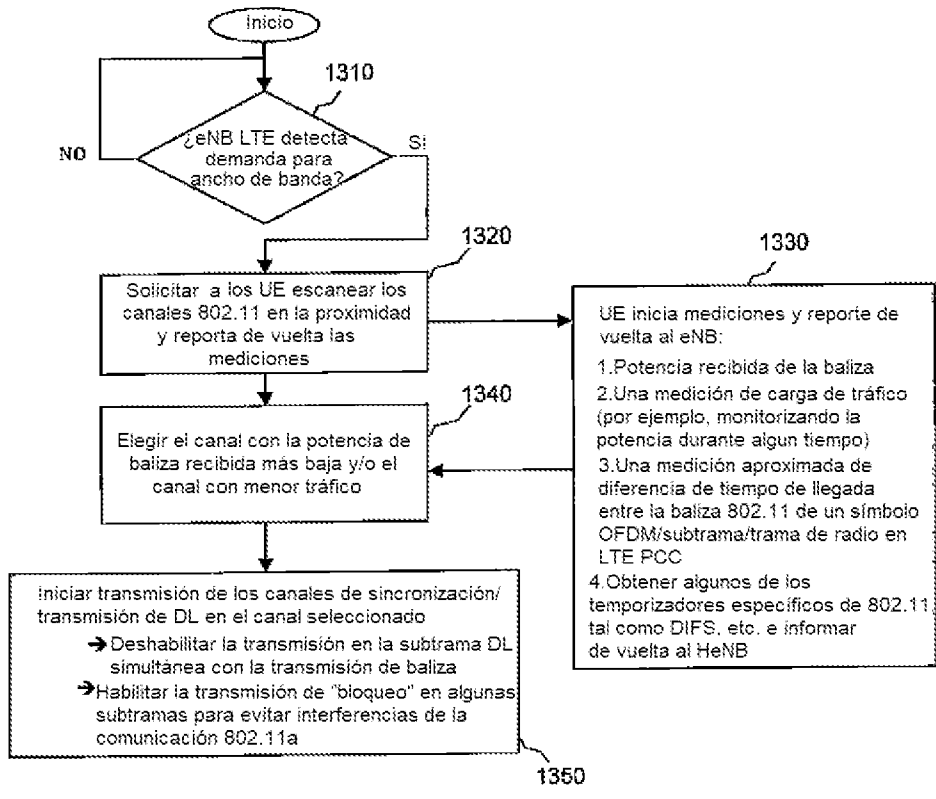 Inicio
1310
¿eNB LTE detecta
demanda para
ancho de banda?
NO
Si
1320
Solicitar a los UE escanear los
canales 802.11 en la proximidad
y reporta de vuelta las
mediciones
1330
UE inicia mediciones y reporte de
vuelta al eNB:
1.Potencia recibida de la baliza
2.Una medición de carga de tráfico
(por ejemplo, monitorizando la
potencia durante algun tiempo)
3.Una medición aproximada de
diferencia de tiempo de llegada
entre la baliza 802.11 de un símbolo
OFDM/subtrama/trama de radio en
LTE PCC
4.Obtener algunos de los
temporizadores específicos de 802.11
tal como DIFS, etc. e informar
de vuelta al HeNB
1340
Elegir el canal con la potencia de
baliza recibida más baja y/o el
canal con menor tráfico
Iniciar transmisión de los canales de sincronización/
transmisión de DL en el canal seleccionado
➔ Deshabilitar la transmisión en la subtrama DL
simultánea con la transmisión de baliza
➔ Habilitar la transmisión de "bloqueo" en algunas
subtramas para evitar interferencias de la
comunicación 802.11a
1350